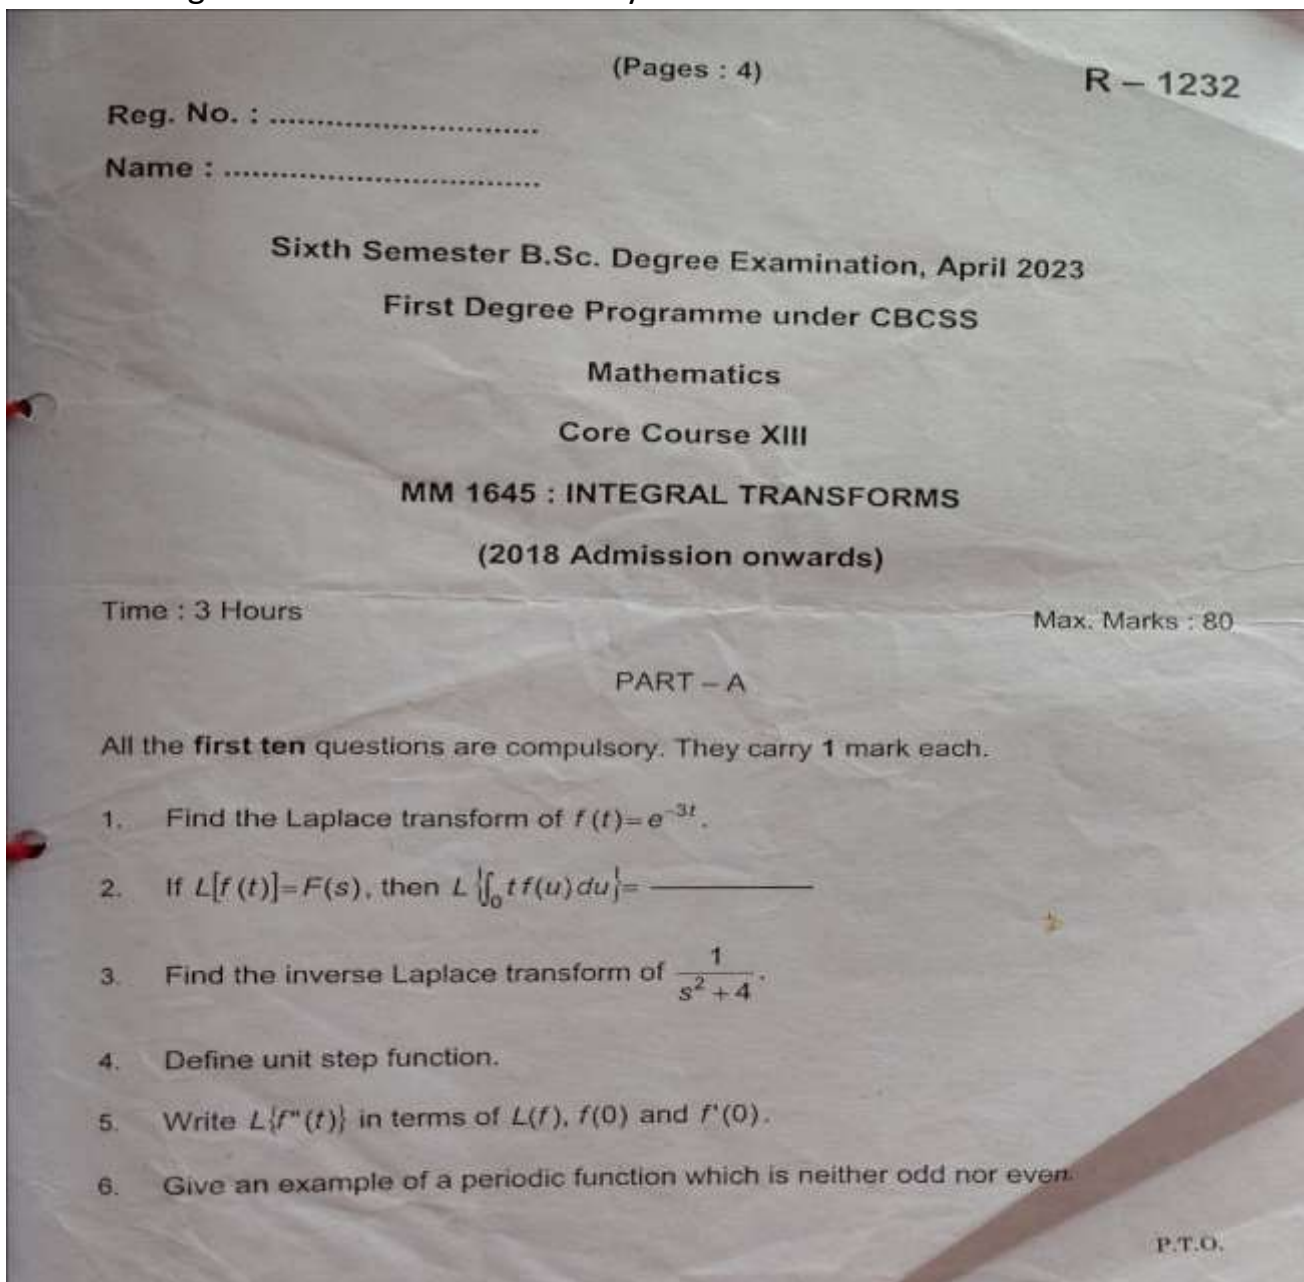 (Pages : 4)
R – 1232
Reg. No. : ................................
Name : ....................................
Sixth Semester B.Sc. Degree Examination, April 2023
First Degree Programme under CBCSS
Mathematics
Core Course XIII
MM 1645 : INTEGRAL TRANSFORMS
(2018 Admission onwards)
Time : 3 Hours
Max. Marks : 80
PART – A
All the first ten questions are compulsory. They carry 1 mark each.
1. Find the Laplace transform of f(t)=e⁻³ᵗ.
2. If L[f(t)]=F(s), then L{∫₀ t f(u) du}= ————
3. Find the inverse Laplace transform of 1/(s²+4).
4. Define unit step function.
5. Write L{f"(t)} in terms of L(f), f(0) and f'(0).
6. Give an example of a periodic function which is neither odd nor even.
P.T.O.